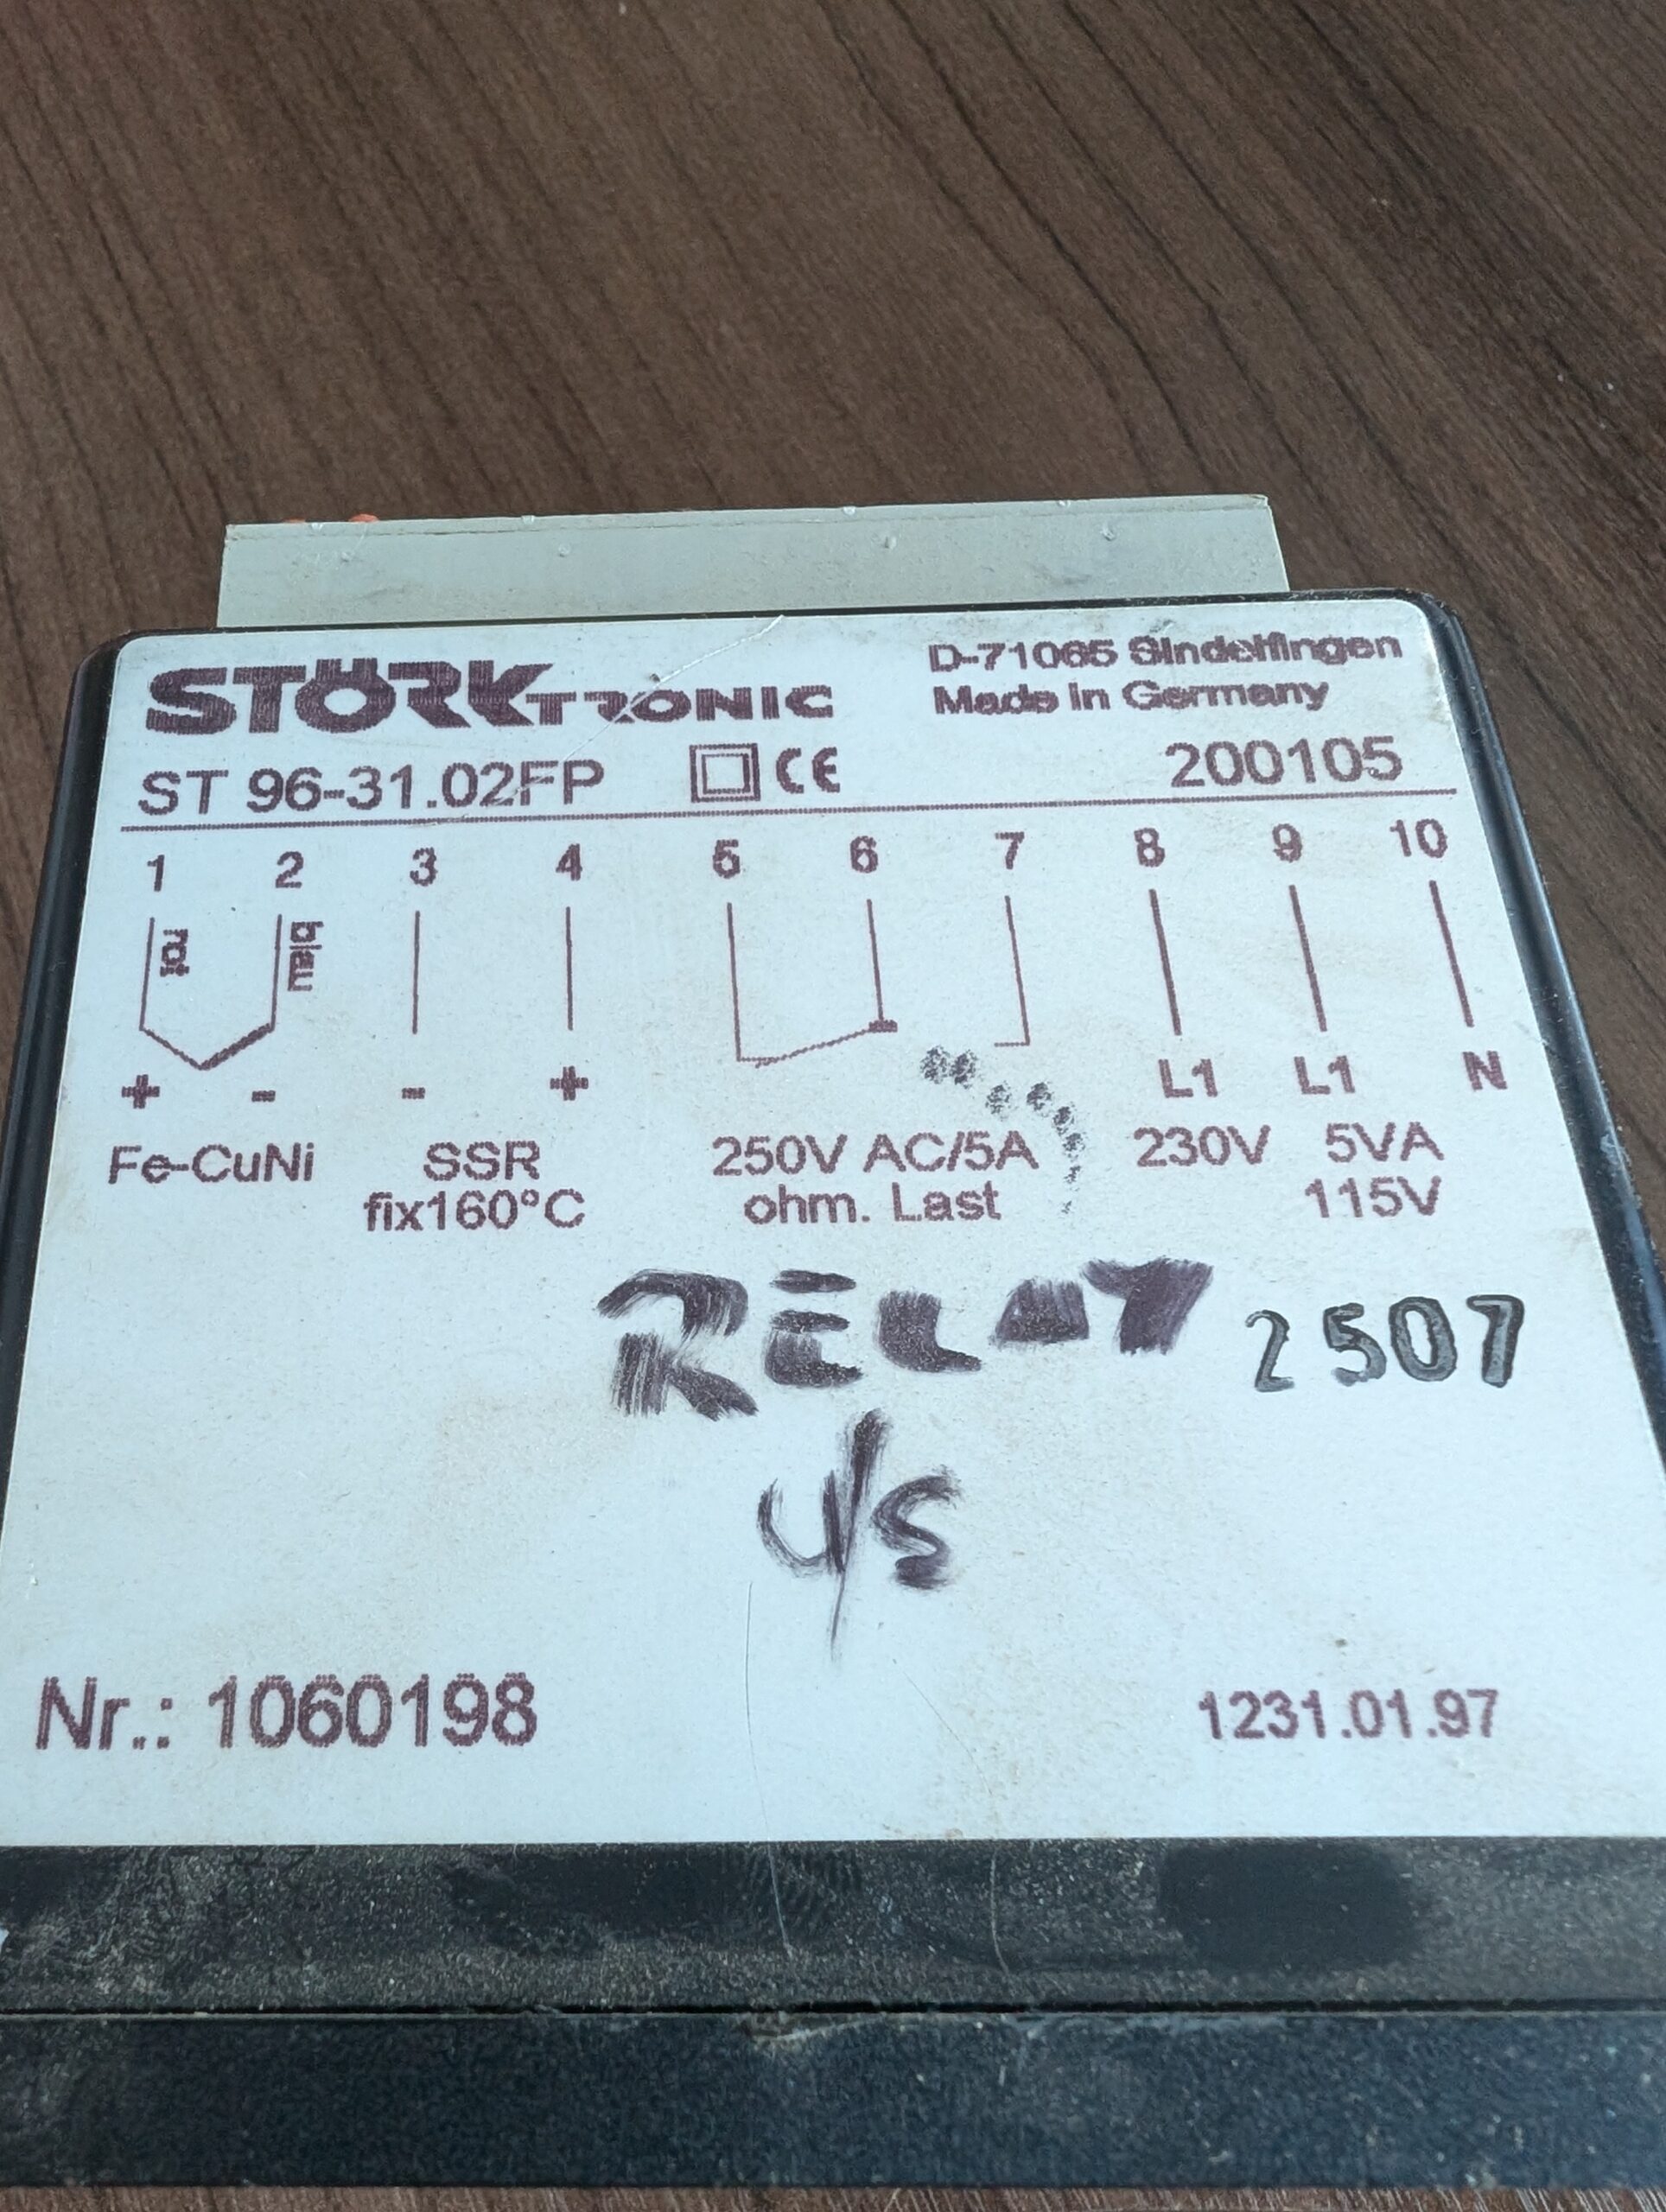 STÖRKTRONIC D-71065 Sindelfingen
Made in Germany
ST 96-31.02FP CE 200105
1 2 3 4 5 6 7 8 9 10
rot blau
+ - - + L1 L1 N
Fe-CuNi SSR 250V AC/5A 230V 5VA
fix160°C ohm. Last 115V
RELAY 2507
U/S
Nr.: 1060198 1231.01.97